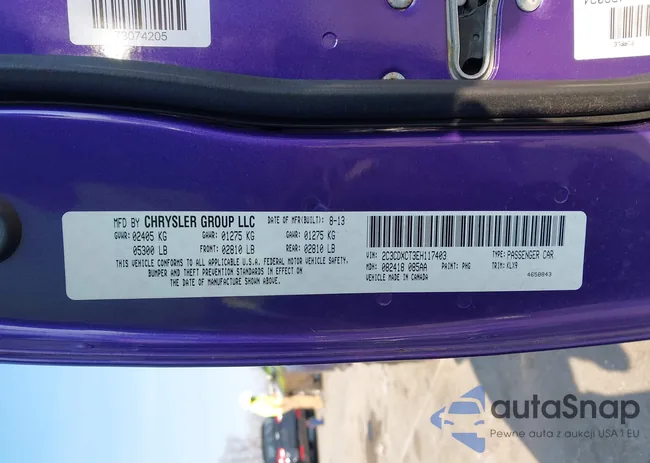 73074205
MFD BY CHRYSLER GROUP LLC DATE OF MFR(BUILT): 8-13
GVWR: 02405 KG GAWR: 01275 KG GAWR: 01275 KG
05300 LB FRONT: 02810 LB REAR: 02810 LB
THIS VEHICLE CONFORMS TO ALL APPLICABLE U.S.A. FEDERAL MOTOR VEHICLE SAFETY,
BUMPER AND THEFT PREVENTION STANDARDS IN EFFECT ON
THE DATE OF MANUFACTURE SHOWN ABOVE.
VIN: 2C3CDXCT3EH117403 TYPE: PASSENGER CAR
MDH: 082418 085AA PAINT: PHG TRIM: KLX9
VEHICLE MADE IN CANADA 4658843
autaSnap
Pewne auta z aukcji USA i EU